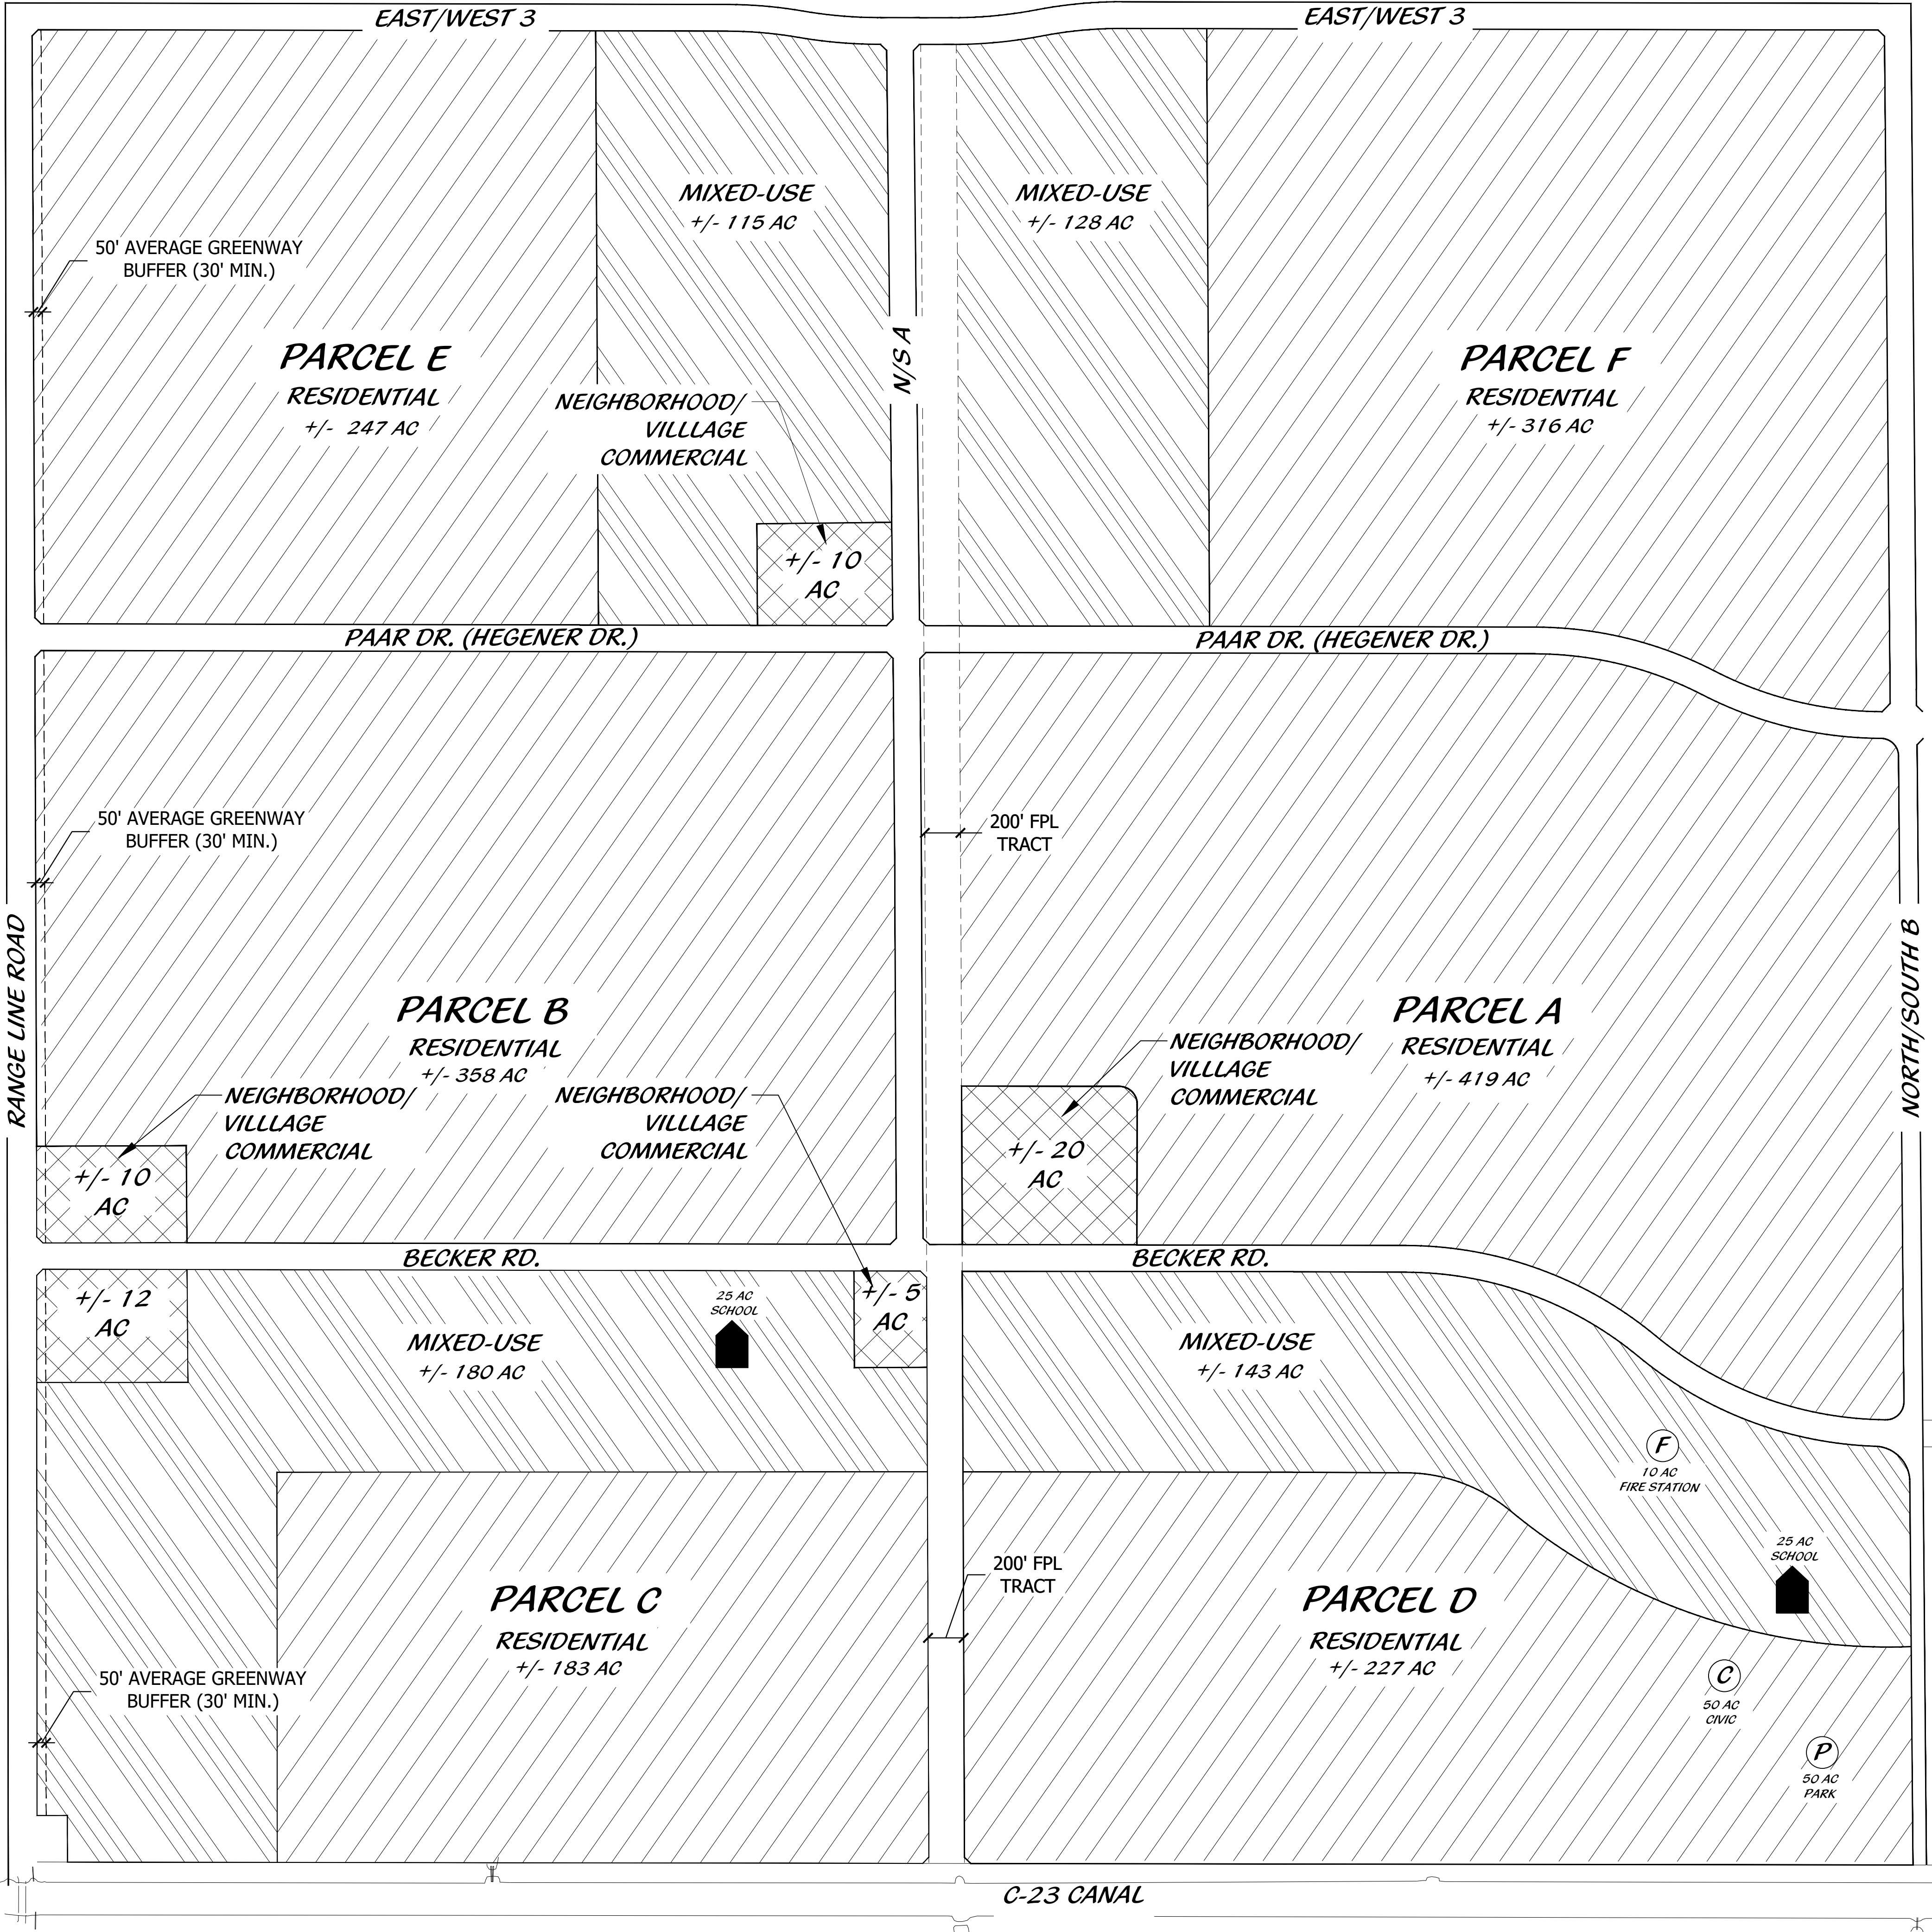 EAST/WEST 3
EAST/WEST 3
MIXED-USE
+/- 115 AC
MIXED-USE
+/- 128 AC
50' AVERAGE GREENWAY
BUFFER (30' MIN.)
N/S A
PARCEL E
RESIDENTIAL
+/- 247 AC
NEIGHBORHOOD/
VILLLAGE
COMMERCIAL
PARCEL F
RESIDENTIAL
+/- 316 AC
+/- 10
AC
PAAR DR. (HEGENER DR.)
PAAR DR. (HEGENER DR.)
50' AVERAGE GREENWAY
BUFFER (30' MIN.)
200' FPL
TRACT
RANGE LINE ROAD
NORTH/SOUTH B
PARCEL B
RESIDENTIAL
+/- 358 AC
PARCEL A
RESIDENTIAL
+/- 419 AC
NEIGHBORHOOD/
VILLLAGE
COMMERCIAL
NEIGHBORHOOD/
VILLLAGE
COMMERCIAL
NEIGHBORHOOD/
VILLLAGE
COMMERCIAL
+/- 10
AC
+/- 20
AC
BECKER RD.
BECKER RD.
+/- 12
AC
25 AC
SCHOOL
+/- 5
AC
MIXED-USE
+/- 180 AC
MIXED-USE
+/- 143 AC
F
10 AC
FIRE STATION
25 AC
SCHOOL
200' FPL
TRACT
PARCEL C
RESIDENTIAL
+/- 183 AC
PARCEL D
RESIDENTIAL
+/- 227 AC
50' AVERAGE GREENWAY
BUFFER (30' MIN.)
C
50 AC
CIVIC
P
50 AC
PARK
C-23 CANAL